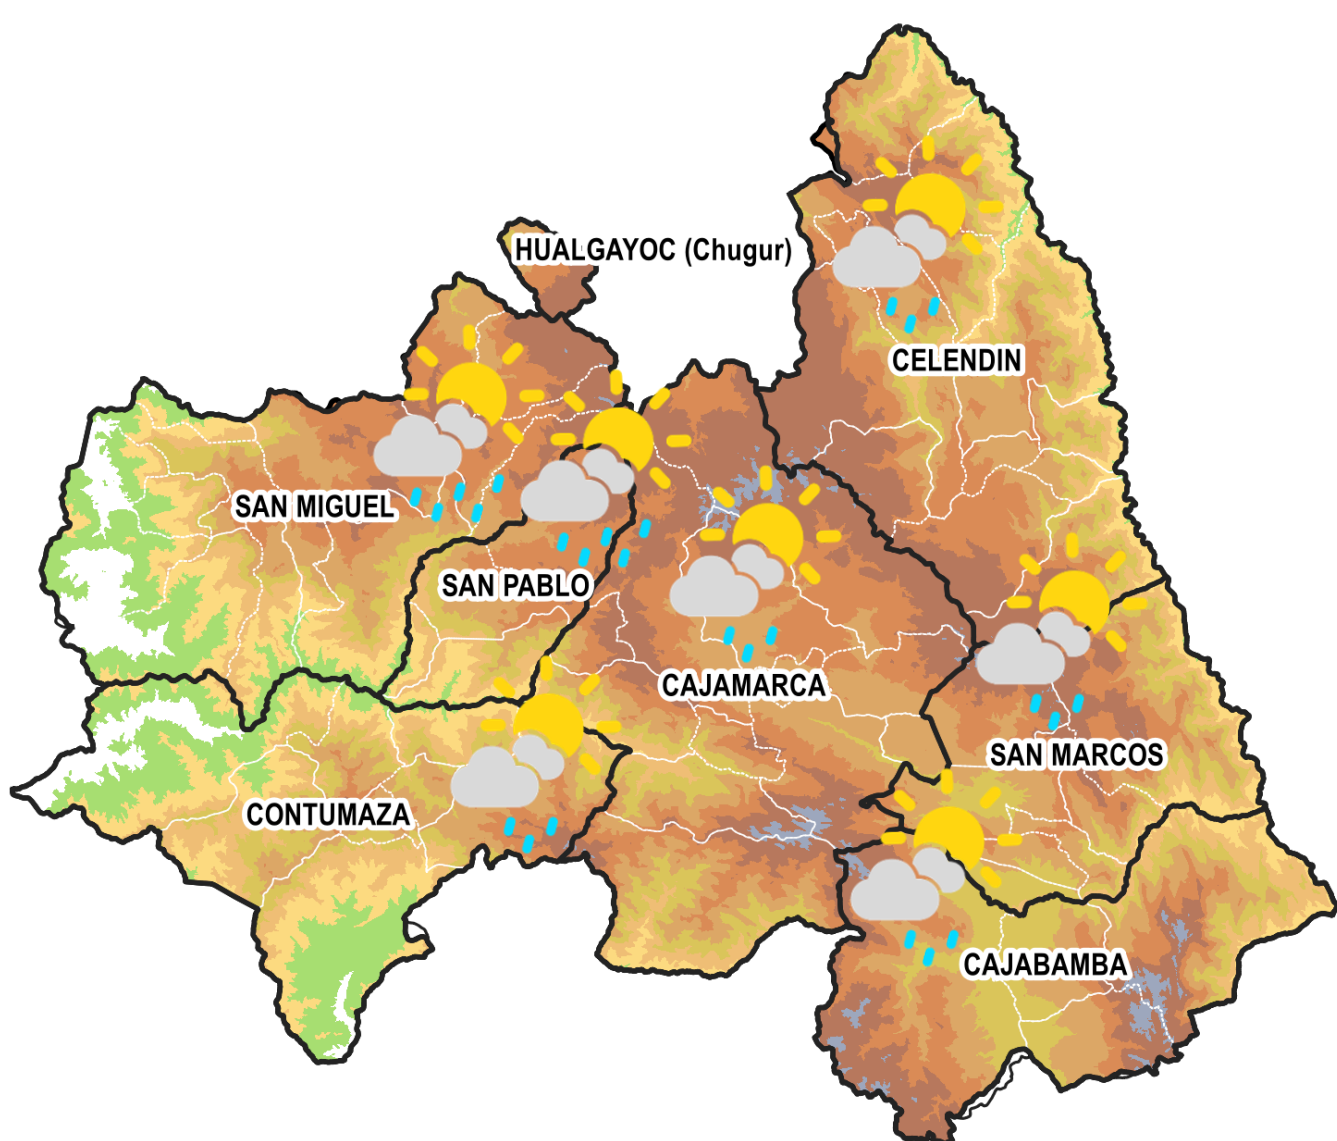 HUALGAYOC (Chugur)
CELENDIN
SAN MIGUEL
SAN PABLO
CAJAMARCA
SAN MARCOS
CONTUMAZA
CAJABAMBA